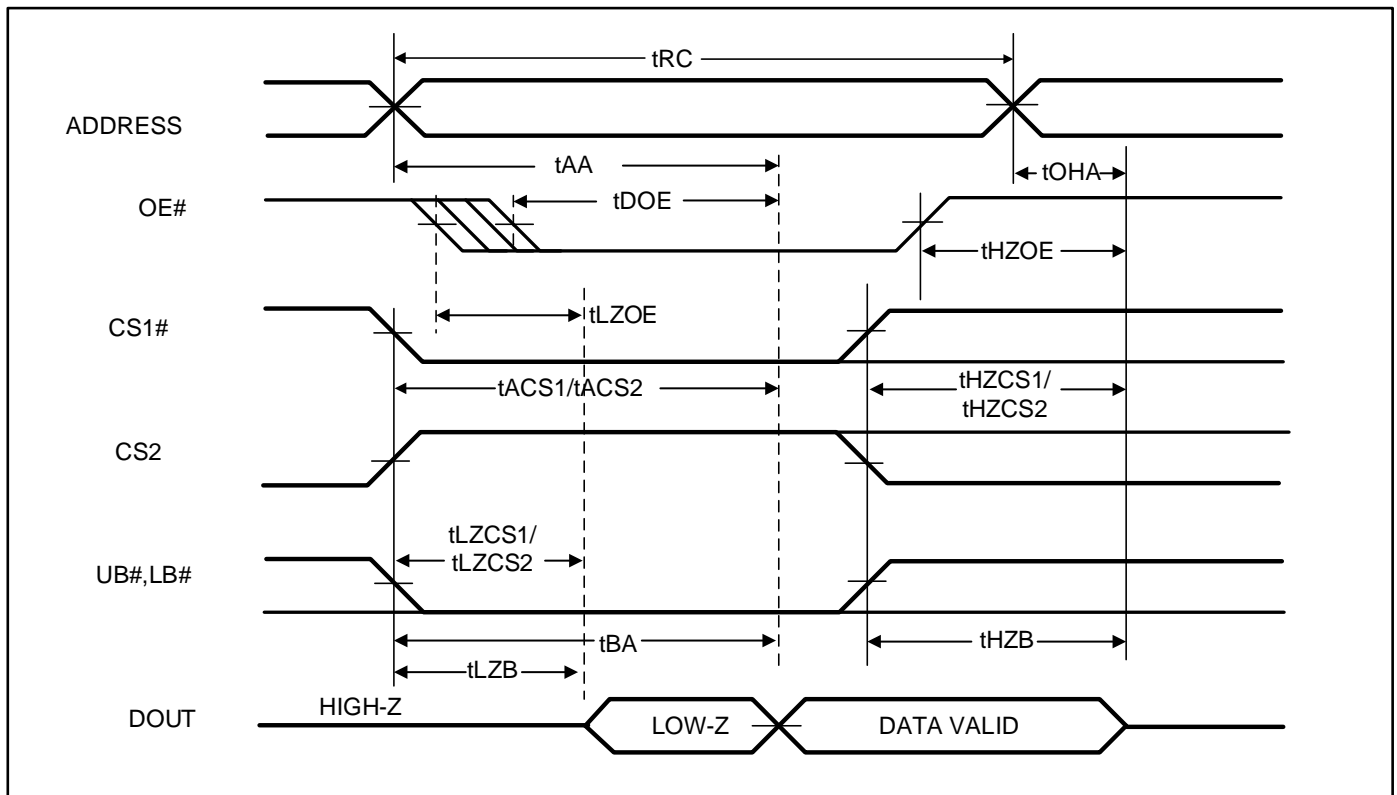 tRC
ADDRESS
tAA
tOHA
OE#
tDOE
tHZOE
tLZOE
CS1#
tACS1/tACS2
tHZCS1/
tHZCS2
CS2
tLZCS1/
tLZCS2
UB#,LB#
tBA
tHZB
tLZB
HIGH-Z
DOUT
LOW-Z
DATA VALID